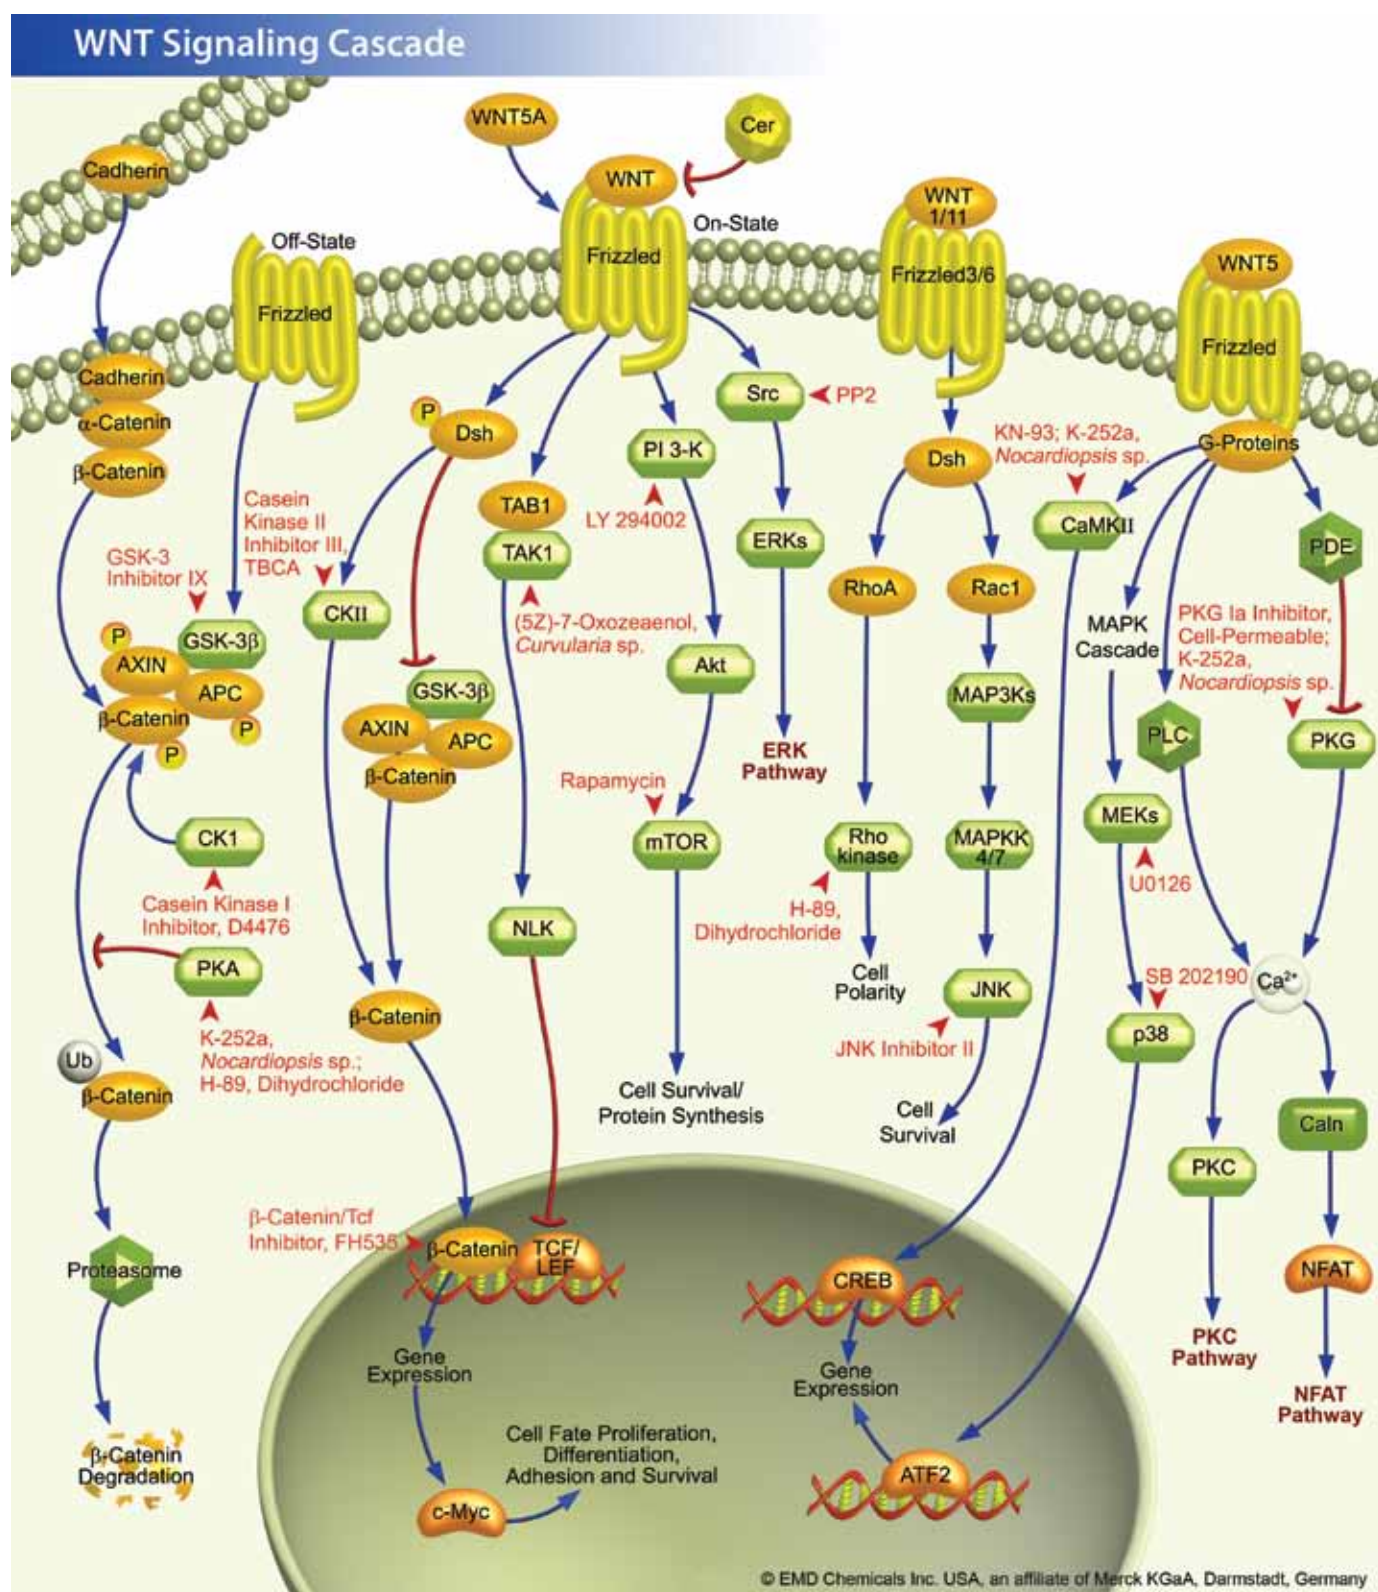 WNT Signaling Cascade
WNT5A
Cer
Cadherin
WNT
WNT
1/11
On-State
Off-State
Frizzled
WNT5
Frizzled3/6
Frizzled
Frizzled
Cadherin
Src
PP2
α-Catenin
P
Dsh
KN-93; K-252a,
Nocardiopsis sp.
G-Proteins
PI 3-K
Dsh
β-Catenin
Casein
Kinase II
Inhibitor III,
TBCA
TAB1
LY 294002
CaMKII
GSK-3
Inhibitor IX
TAK1
ERKs
PDE
RhoA
Rac1
CKII
(5Z)-7-Oxozeaenol,
Curvularia sp.
MAPK
Cascade
PKG Ia Inhibitor,
Cell-Permeable;
K-252a,
Nocardiopsis sp.
P
GSK-3β
AXIN
Akt
APC
GSK-3β
MAP3Ks
β-Catenin
P
P
AXIN
APC
PLC
PKG
ERK
Pathway
β-Catenin
Rapamycin
MEKs
CK1
mTOR
Rho
kinase
MAPKK
4/7
U0126
Casein Kinase I
Inhibitor, D4476
H-89,
Dihydrochloride
NLK
PKA
Cell
Polarity
JNK
SB 202190
Ca²⁺
β-Catenin
p38
K-252a,
Nocardiopsis sp.;
H-89, Dihydrochloride
JNK Inhibitor II
Ub
β-Catenin
Cell Survival/
Protein Synthesis
Cell
Survival
Caln
PKC
β-Catenin/Tcf
Inhibitor, FH535
β-Catenin
TCF/
LEF
Proteasome
CREB
NFAT
PKC
Pathway
Gene
Expression
Gene
Expression
NFAT
Pathway
Cell Fate Proliferation,
Differentiation,
Adhesion and Survival
β-Catenin
Degradation
ATF2
c-Myc
© EMD Chemicals Inc. USA, an affiliate of Merck KGaA, Darmstadt, Germany